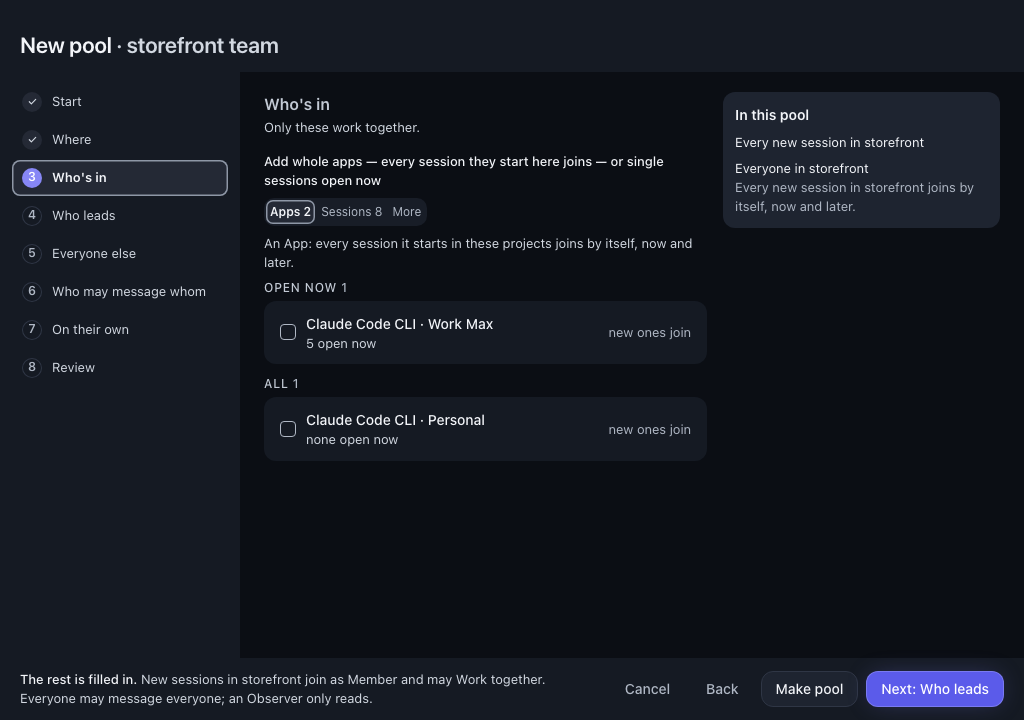 New pool · storefront team
Start
Where
3 Who's in
4 Who leads
5 Everyone else
6 Who may message whom
7 On their own
8 Review
Who's in
Only these work together.
Add whole apps — every session they start here joins — or single
sessions open now
Apps 2 Sessions 8 More
An App: every session it starts in these projects joins by itself, now and
later.
OPEN NOW 1
Claude Code CLI · Work Max
5 open now
new ones join
ALL 1
Claude Code CLI · Personal
none open now
new ones join
In this pool
Every new session in storefront
Everyone in storefront
Every new session in storefront joins by
itself, now and later.
The rest is filled in. New sessions in storefront join as Member and may Work together.
Everyone may message everyone; an Observer only reads.
Cancel Back Make pool Next: Who leads